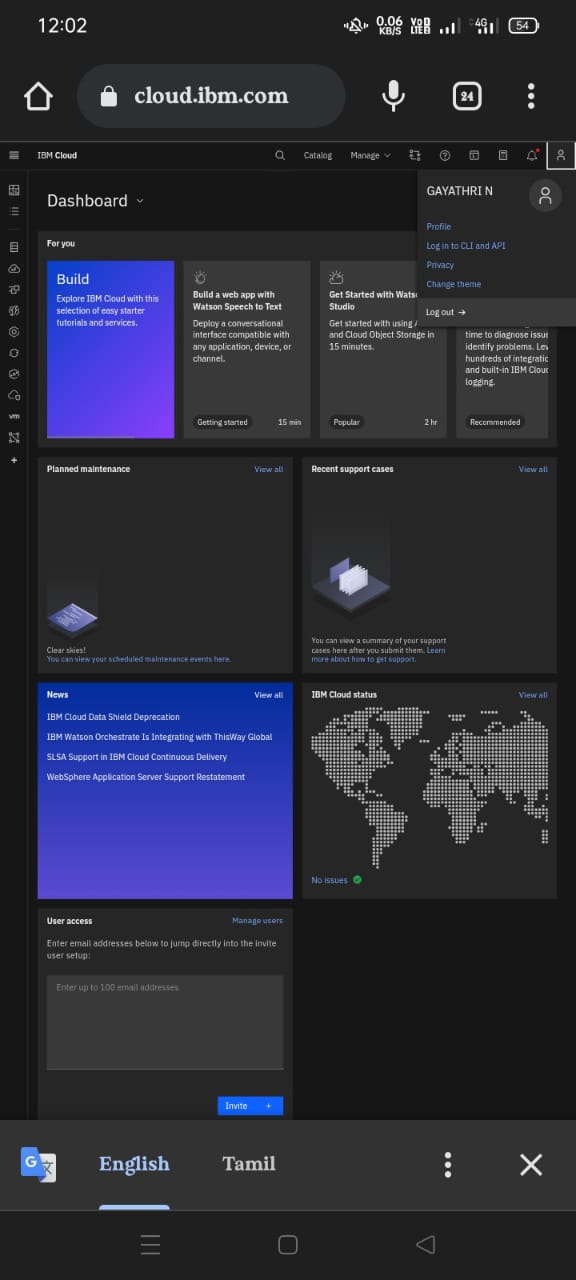 12:02
0.06
KB/S
VoD
LTE2
4G
54
cloud.ibm.com
24
IBM Cloud
Catalog
Manage
GAYATHRI N
Profile
Log in to CLI and API
Privacy
Change theme
Log out →
Dashboard
For you
Build
Explore IBM Cloud with this
selection of easy starter
tutorials and services.
Build a web app with
Watson Speech to Text
Deploy a conversational
interface compatible with
any application, device, or
channel.
Getting started
15 min
Get Started with Wats
Studio
Get started with using
and Cloud Object Storage in
15 minutes.
Popular
2 hr
time to diagnose issue
identify problems. Lev
hundreds of integratio
and built-in IBM Cloud
logging.
Recommended
Planned maintenance
View all
Clear skies!
You can view your scheduled maintenance events here.
Recent support cases
View all
You can view a summary of your support
cases here after you submit them. Learn
more about how to get support.
News
View all
IBM Cloud Data Shield Deprecation
IBM Watson Orchestrate Is Integrating with ThisWay Global
SLSA Support in IBM Cloud Continuous Delivery
WebSphere Application Server Support Restatement
IBM Cloud status
View all
No issues
User access
Manage users
Enter email addresses below to jump directly into the invite
user setup:
Enter up to 100 email addresses
Invite +
vm
G
文
English
Tamil